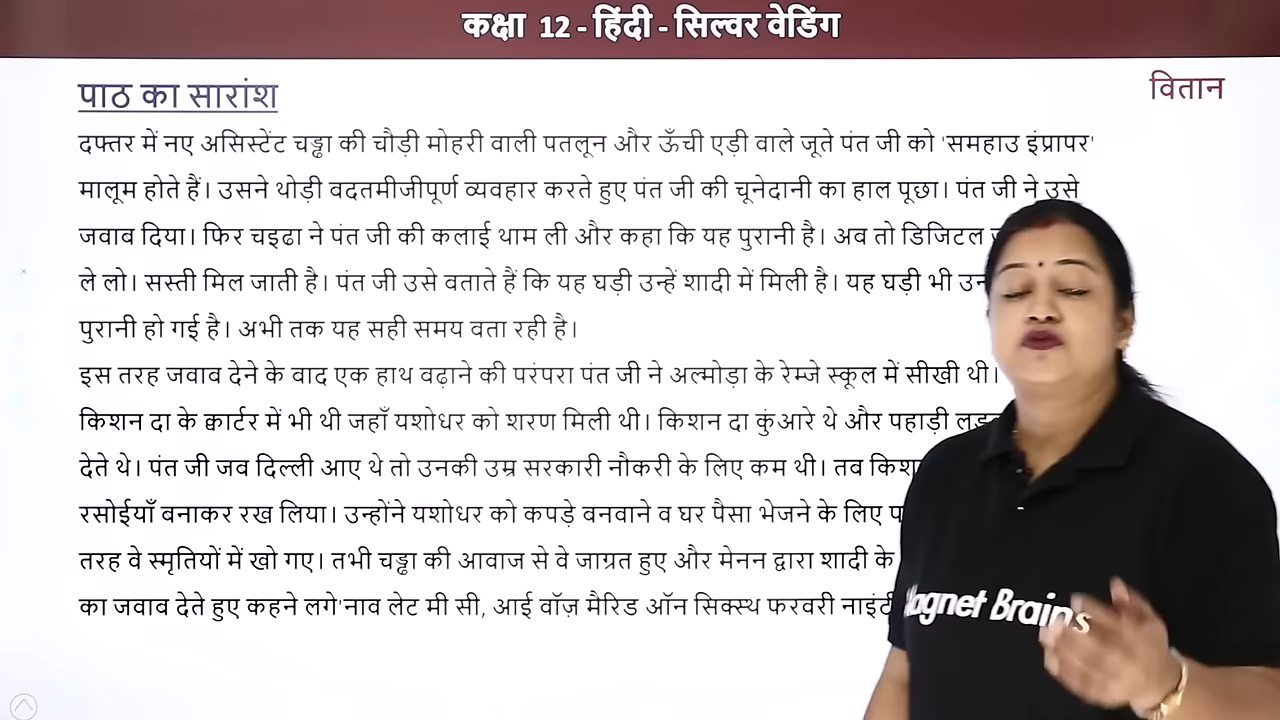 कक्षा 12 - हिंदी - सिल्वर वेडिंग
पाठ का सारांश
वितान
दफ्तर में नए असिस्टेंट चड्ढा की चौड़ी मोहरी वाली पतलून और ऊँची एड़ी वाले जूते पंत जी को 'समहाउ इंप्रापर'
मालूम होते हैं। उसने थोड़ी वदतमीजीपूर्ण व्यवहार करते हुए पंत जी की चूनेदानी का हाल पूछा। पंत जी ने उसे
जवाब दिया। फिर चइढा ने पंत जी की कलाई थाम ली और कहा कि यह पुरानी है। अब तो डिजिटल
ले लो। सस्ती मिल जाती है। पंत जी उसे वताते हैं कि यह घड़ी उन्हें शादी में मिली है। यह घड़ी भी
पुरानी हो गई है। अभी तक यह सही समय वता रही है।
इस तरह जवाव देने के वाद एक हाथ वढ़ाने की परंपरा पंत जी ने अल्मोड़ा के रेम्जे स्कूल में सीखी थी।
किशन दा के क्वार्टर में भी थी जहाँ यशोधर को शरण मिली थी। किशन दा कुंआरे थे और पहाड़ी
देते थे। पंत जी जब दिल्ली आए थे तो उनकी उम्र सरकारी नौकरी के लिए कम थी। तव
रसोईयाँ वनाकर रख लिया। उन्होंने यशोधर को कपड़े वनवाने व घर पैसा भेजने के लिए
तरह वे स्मृतियों में खो गए। तभी चड्ढा की आवाज से वे जाग्रत हुए और मेनन द्वारा शादी के
का जवाव देते हुए कहने लगे'नाव लेट मी सी, आई वॉज़ मैरिड ऑन सिक्स्थ फरवरी
Magnet Brains